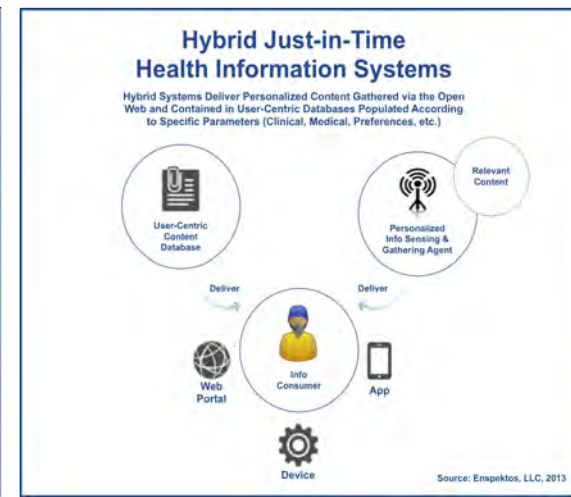 Hybrid Just-in-Time
Health Information Systems
Hybrid Systems Deliver Personalized Content Gathered via the Open
Web and Contained in User-Centric Databases Populated According
to Specific Parameters (Clinical, Medical, Preferences, etc.)
User-Centric
Content
Database
Personalized
Info Sensing &
Gathering Agent
Relevant
Content
Deliver
Deliver
Info
Consumer
Web
Portal
App
Device
Source: Enspektos, LLC, 2013